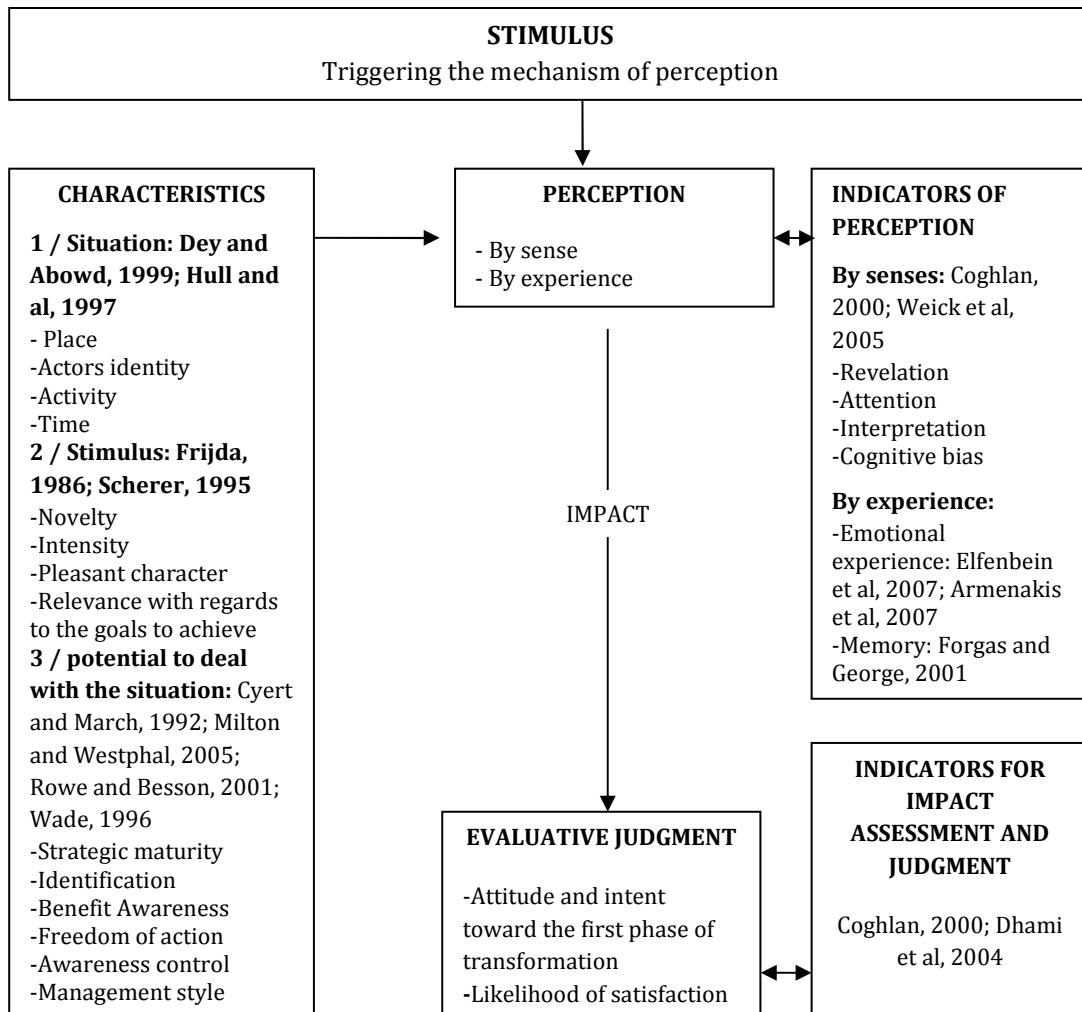 STIMULUS
Triggering the mechanism of perception
CHARACTERISTICS
1 / Situation: Dey and
Abowd, 1999; Hull and
al, 1997
- Place
-Actors identity
-Activity
-Time
2 / Stimulus: Frijda,
1986; Scherer, 1995
-Novelty
-Intensity
-Pleasant character
-Relevance with regards
to the goals to achieve
3 / potential to deal
with the situation: Cyert
and March, 1992; Milton
and Westphal, 2005;
Rowe and Besson, 2001;
Wade, 1996
-Strategic maturity
-Identification
-Benefit Awareness
-Freedom of action
-Awareness control
-Management style
PERCEPTION
- By sense
- By experience
INDICATORS OF
PERCEPTION
By senses: Coghlan,
2000; Weick et al,
2005
-Revelation
-Attention
-Interpretation
-Cognitive bias
By experience:
-Emotional
experience: Elfenbein
et al, 2007; Armenakis
et al, 2007
-Memory: Forgas and
George, 2001
IMPACT
EVALUATIVE JUDGMENT
-Attitude and intent
toward the first phase of
transformation
-Likelihood of satisfaction
INDICATORS FOR
IMPACT
ASSESSMENT AND
JUDGMENT
Coghlan, 2000; Dhami
et al, 2004